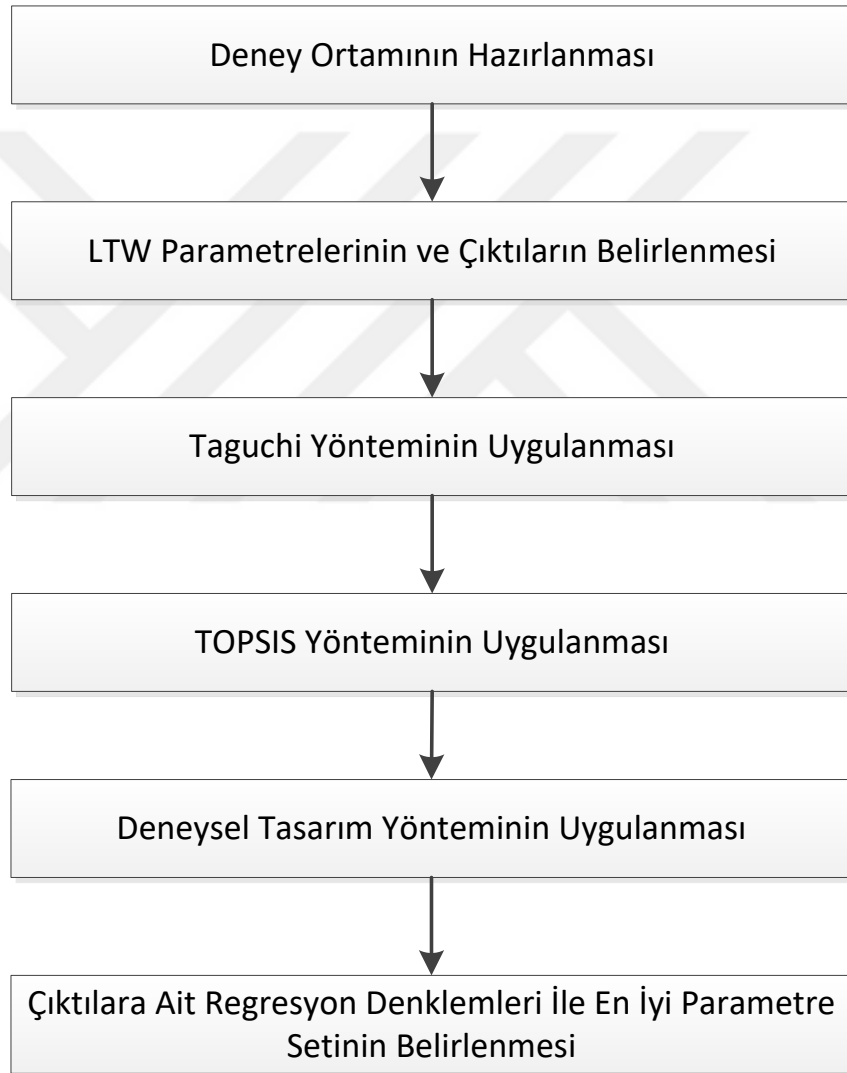 Deney Ortamının Hazırlanması
LTW Parametrelerinin ve Çıktıların Belirlenmesi
Taguchi Yönteminin Uygulanması
TOPSIS Yönteminin Uygulanması
Deneysel Tasarım Yönteminin Uygulanması
Çıktılara Ait Regresyon Denklemleri İle En İyi Parametre
Setinin Belirlenmesi